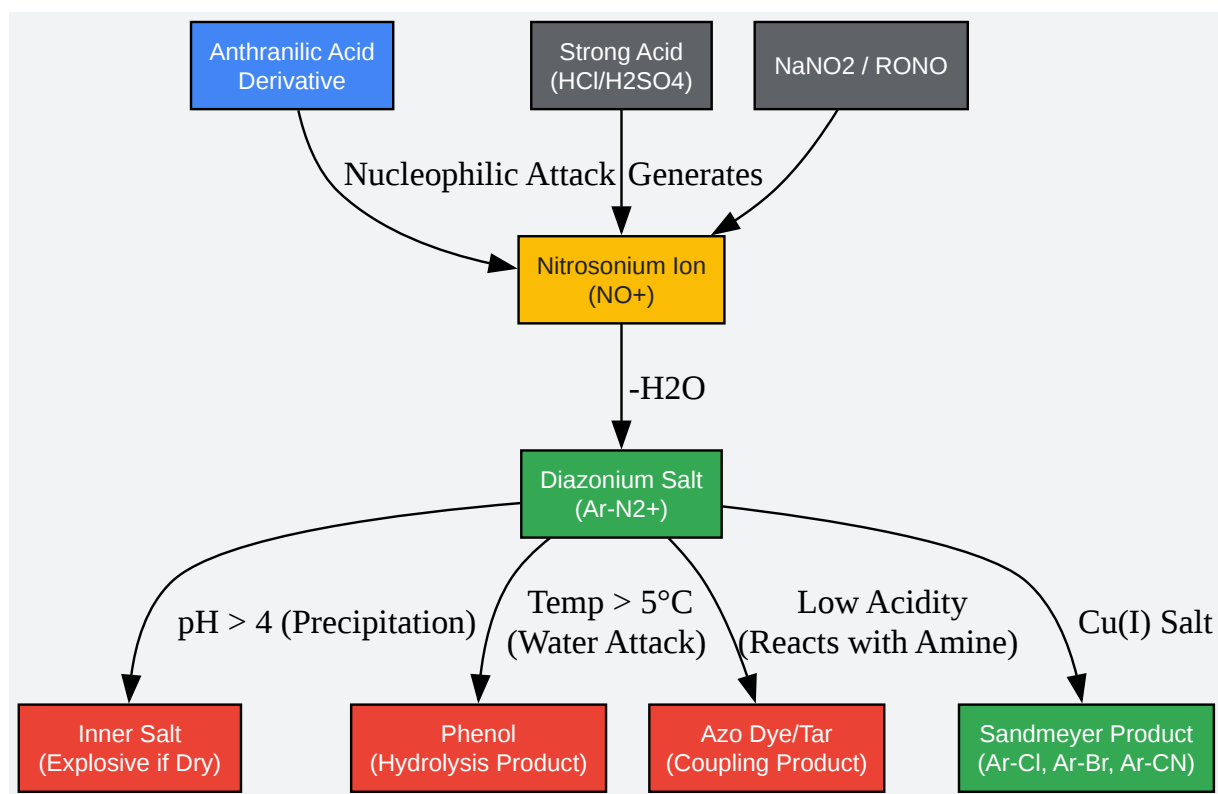 Anthranilic Acid
Derivative
Strong Acid
(HCl/H2SO4)
NaNO2 / RONO
Nucleophilic Attack
Generates
Nitrosonium Ion
(NO+)
-H2O
Diazonium Salt
(Ar-N2+)
pH > 4 (Precipitation)
Temp > 5°C
(Water Attack)
Low Acidity
(Reacts with Amine)
Cu(I) Salt
Inner Salt
(Explosive if Dry)
Phenol
(Hydrolysis Product)
Azo Dye/Tar
(Coupling Product)
Sandmeyer Product
(Ar-Cl, Ar-Br, Ar-CN)